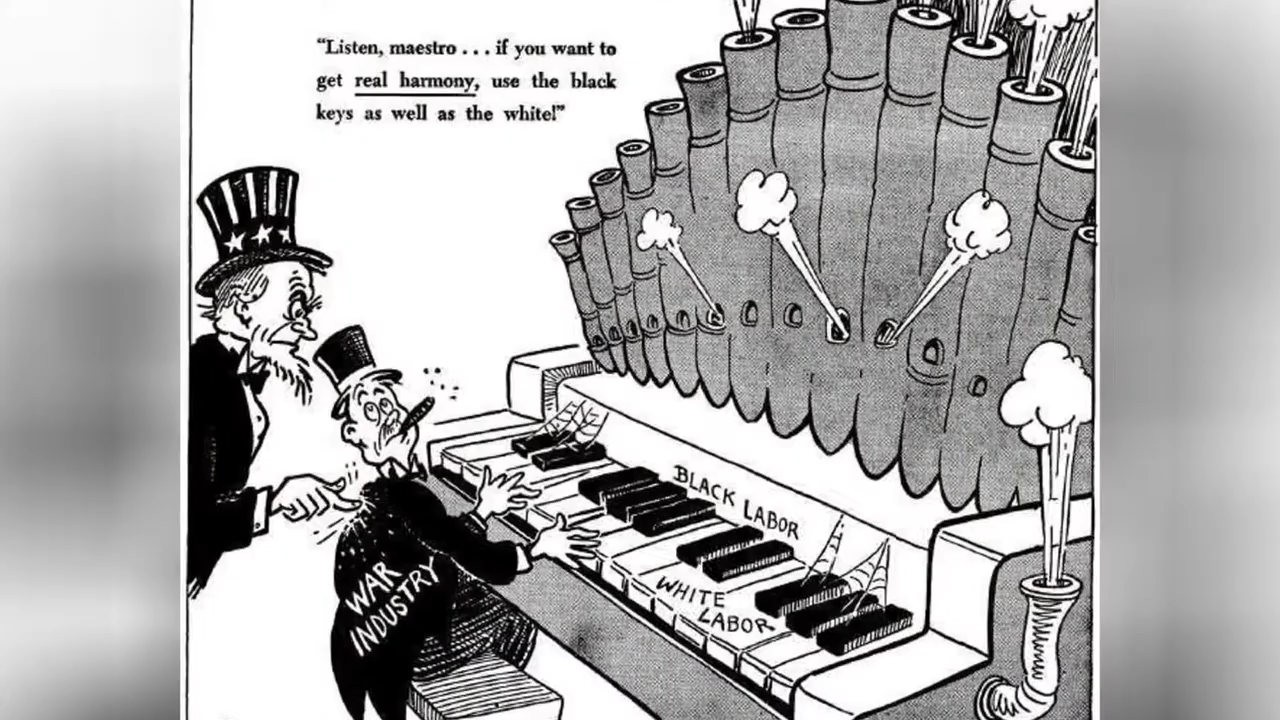 "Listen, maestro . . . if you want to
get real harmony, use the black
keys as well as the white!"
BLACK LABOR
WHITE
LABOR
WAR
INDUSTRY